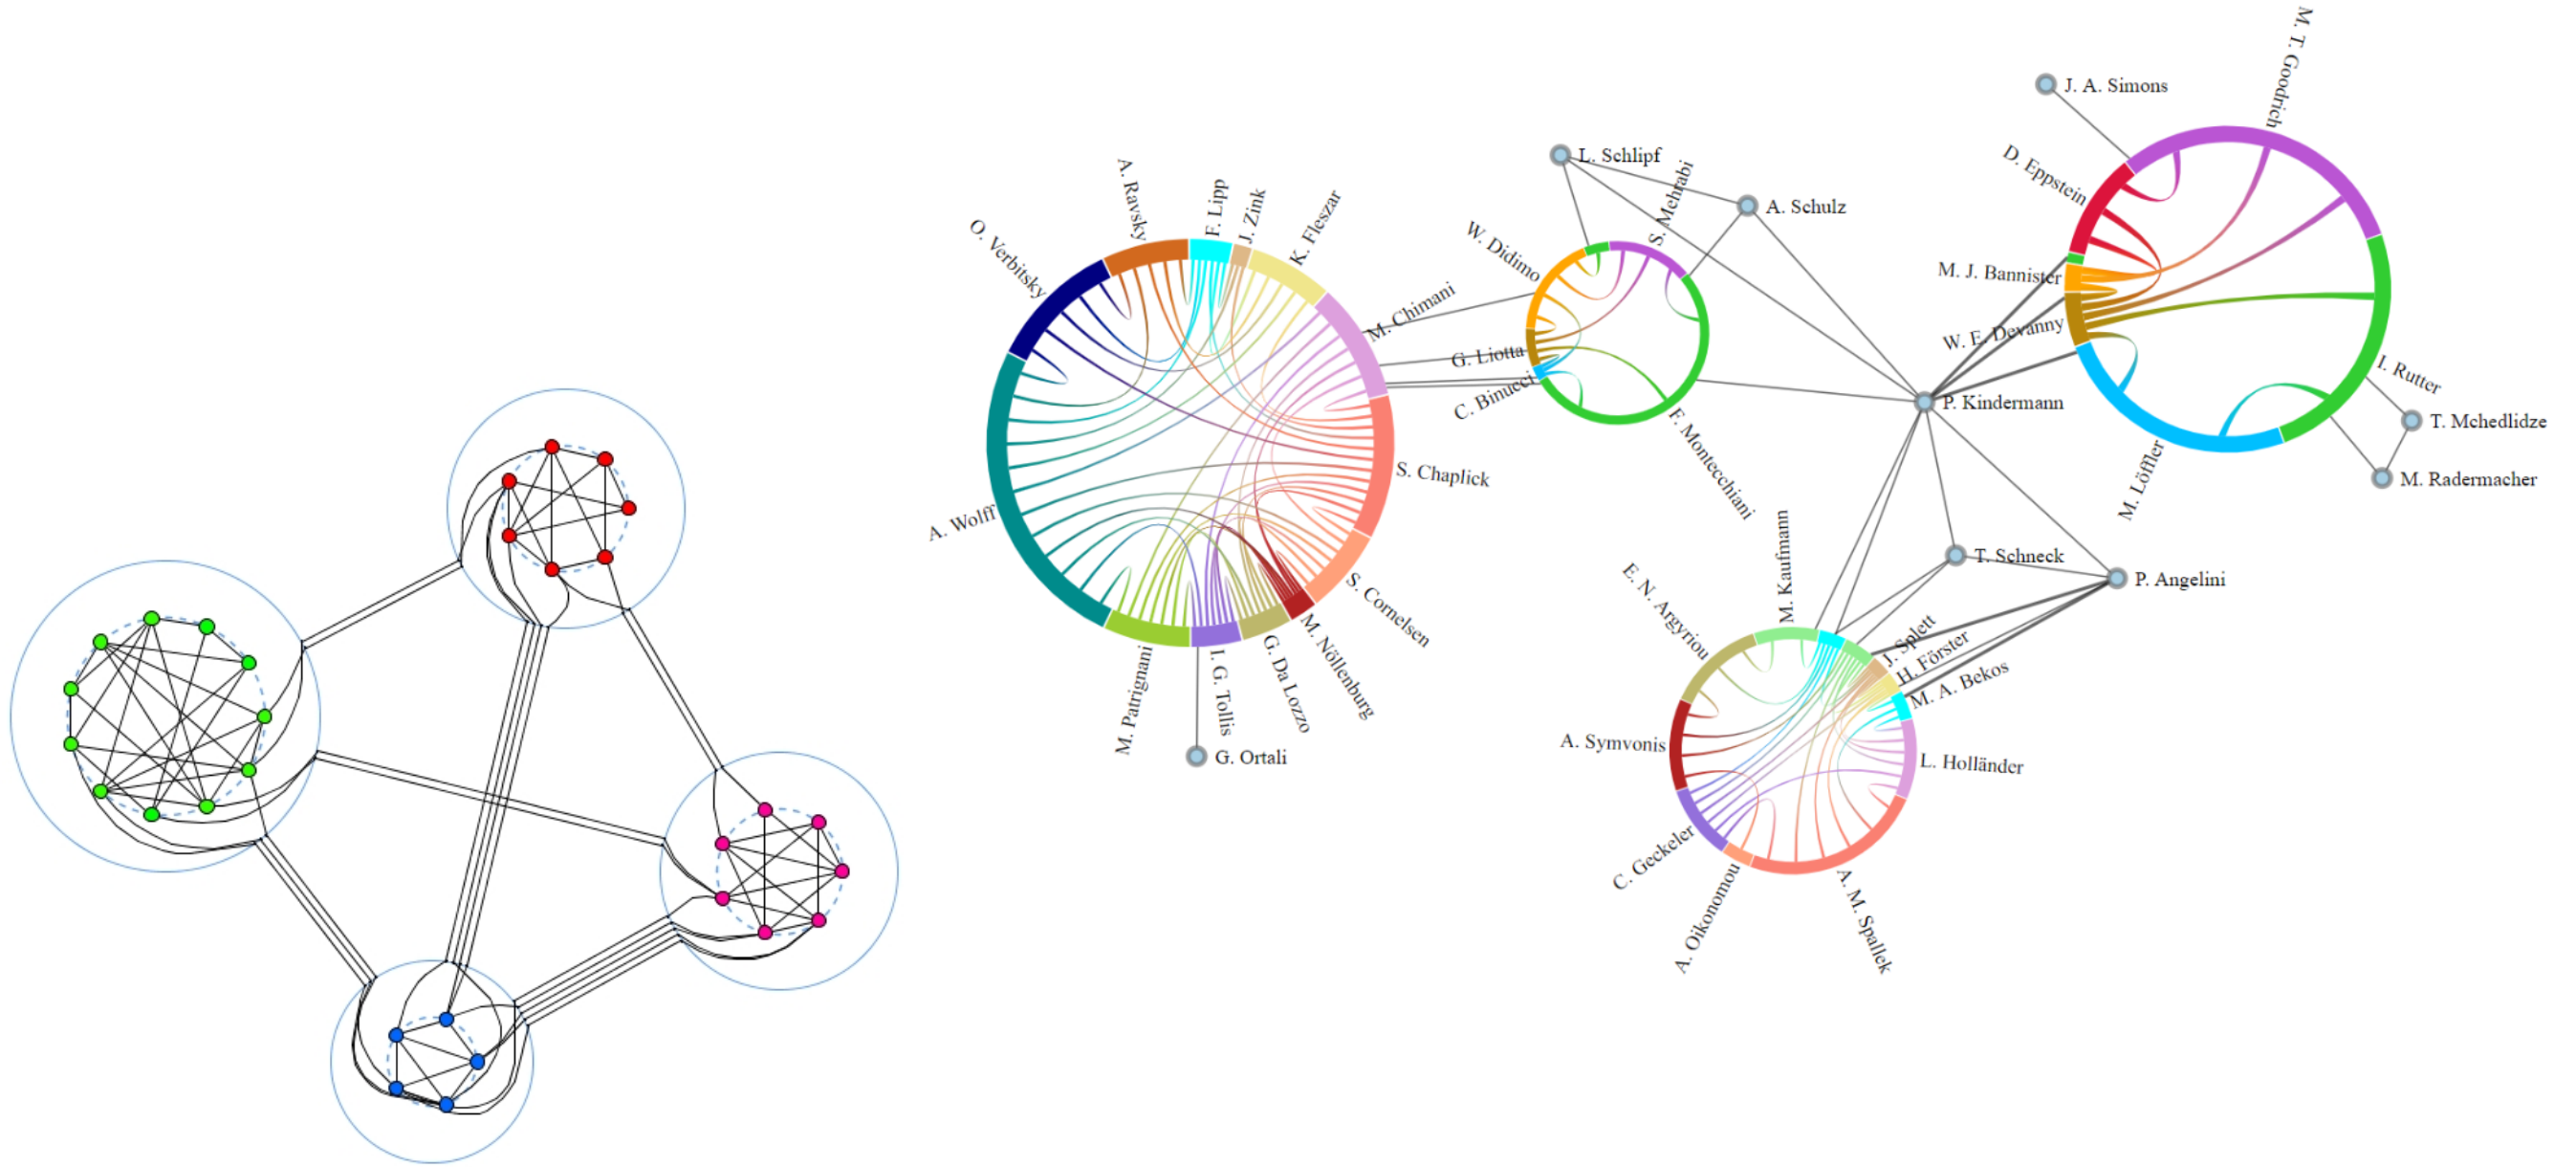 A. Ravsky
F. Lipp
J. Zink
K. Fleszar
O. Verbitsky
M. Chimani
A. Wolff
S. Chaplick
S. Cornelsen
M. Nöllenburg
G. Da Lozzo
I. G. Tollis
M. Patrignani
G. Ortali
L. Schlipf
S. Mehrabi
A. Schulz
W. Didimo
G. Liotta
C. Binucci
F. Montecchiani
J. A. Simons
M. T. Goodrich
D. Eppstein
M. J. Bannister
W. E. Devanny
P. Kindermann
I. Rutter
T. Mchedlidze
M. Radermacher
M. Löffler
T. Schneck
P. Angelini
M. Kaufmann
E. N. Argyriou
J. Splett
H. Förster
M. A. Bekos
A. Symvonis
L. Holländer
C. Geckeler
A. Oikonomou
A. M. Spallek